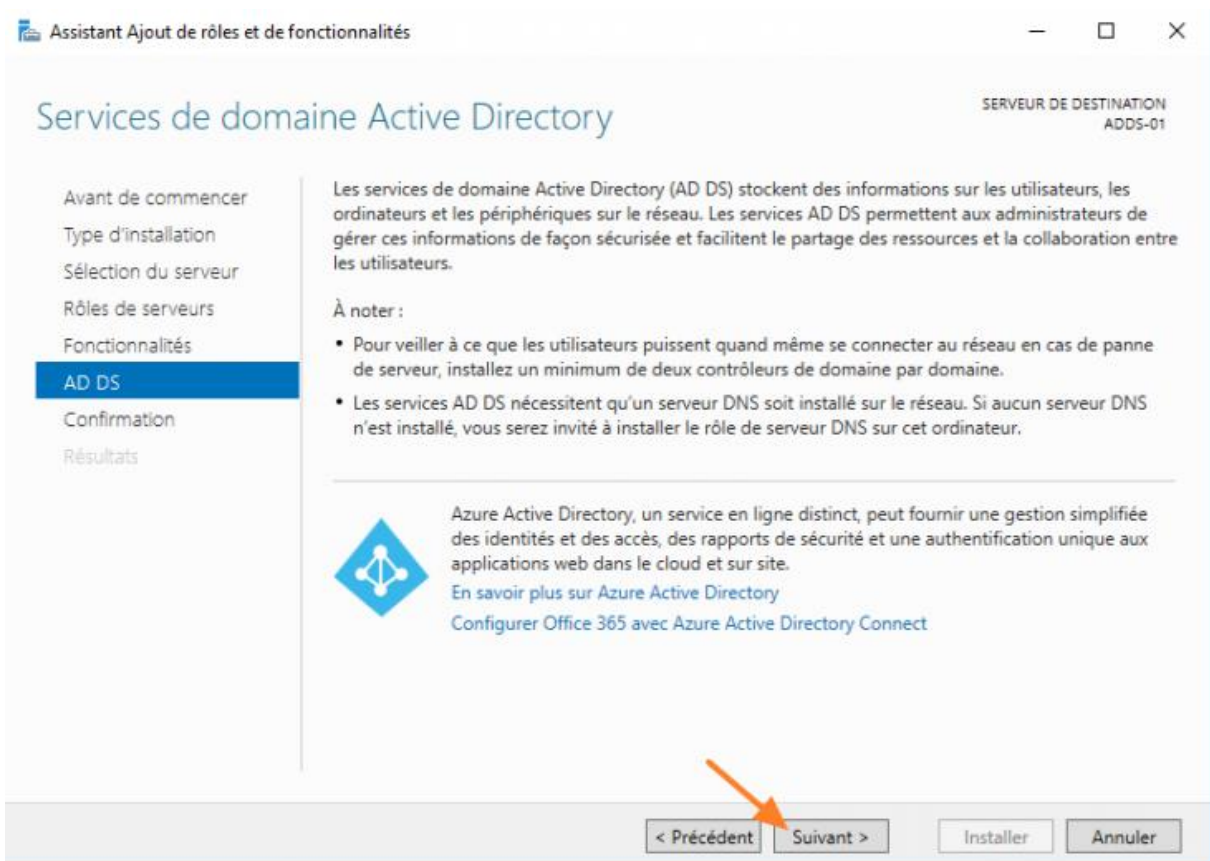 Assistant Ajout de rôles et de fonctionnalités
Services de domaine Active Directory
SERVEUR DE DESTINATION
ADDS-01
Avant de commencer
Type d'installation
Sélection du serveur
Rôles de serveurs
Fonctionnalités
AD DS
Confirmation
Résultats
Les services de domaine Active Directory (AD DS) stockent des informations sur les utilisateurs, les
ordinateurs et les périphériques sur le réseau. Les services AD DS permettent aux administrateurs de
gérer ces informations de façon sécurisée et facilitent le partage des ressources et la collaboration entre
les utilisateurs.
À noter :
• Pour veiller à ce que les utilisateurs puissent quand même se connecter au réseau en cas de panne
de serveur, installez un minimum de deux contrôleurs de domaine par domaine.
• Les services AD DS nécessitent qu'un serveur DNS soit installé sur le réseau. Si aucun serveur DNS
n'est installé, vous serez invité à installer le rôle de serveur DNS sur cet ordinateur.
Azure Active Directory, un service en ligne distinct, peut fournir une gestion simplifiée
des identités et des accès, des rapports de sécurité et une authentification unique aux
applications web dans le cloud et sur site.
En savoir plus sur Azure Active Directory
Configurer Office 365 avec Azure Active Directory Connect
< Précédent
Suivant >
Installer
Annuler